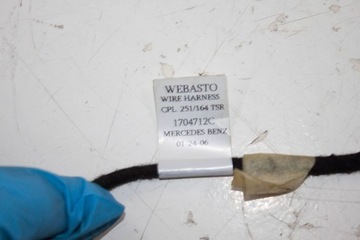 WEBASTO
WIRE HARNESS
CPL. 251/164 TSR
1704712C
MERCEDES BENZ
01-24-06